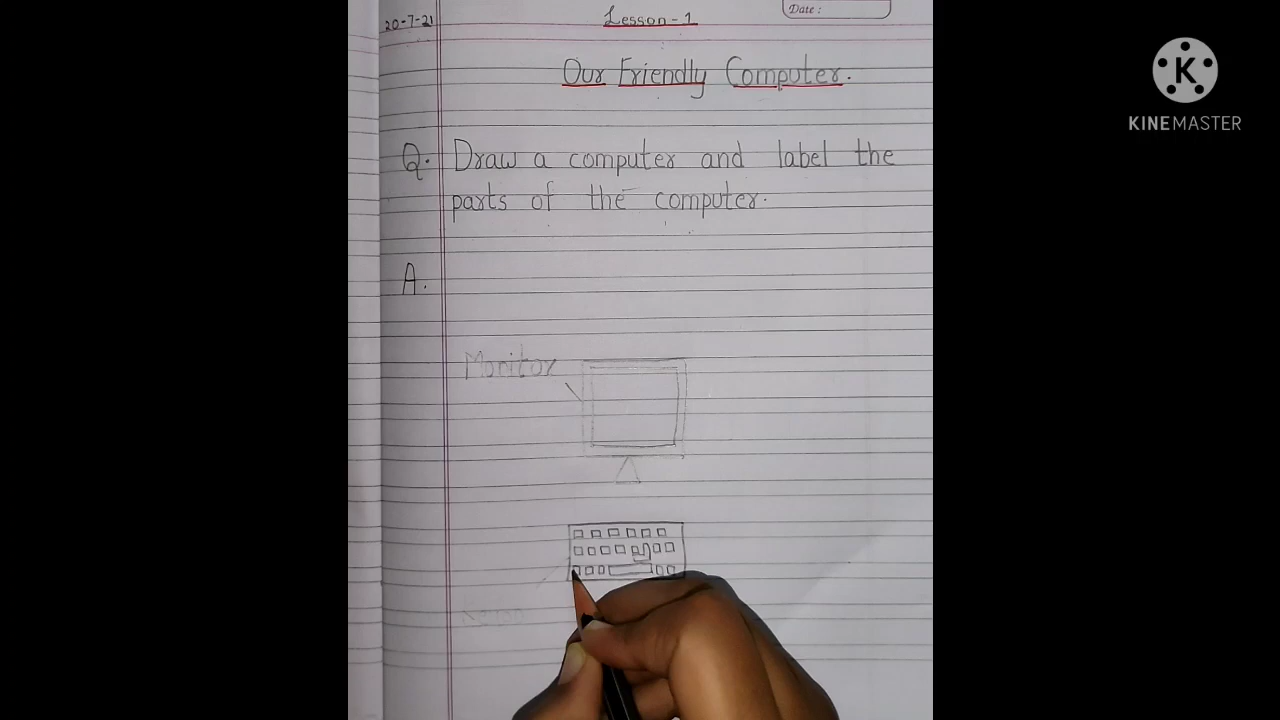 20-7-21
Lesson-1
Date :
Our Friendly Computer.
Q. Draw a computer and label the
parts of the computer.
A.
Monitor
KINEMASTER